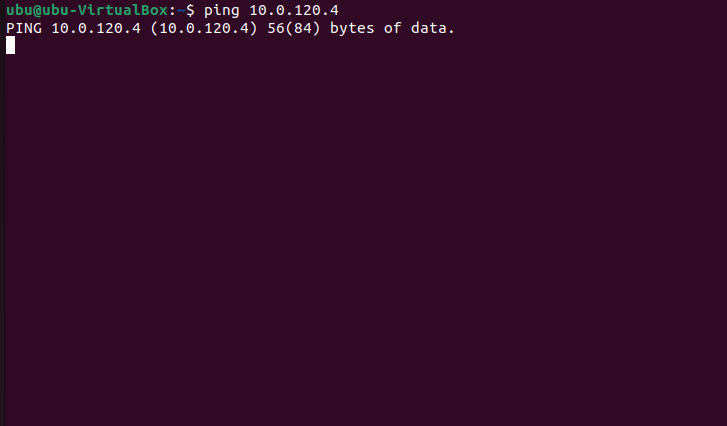 ubu@ubu-VirtualBox:~$ ping 10.0.120.4
PING 10.0.120.4 (10.0.120.4) 56(84) bytes of data.